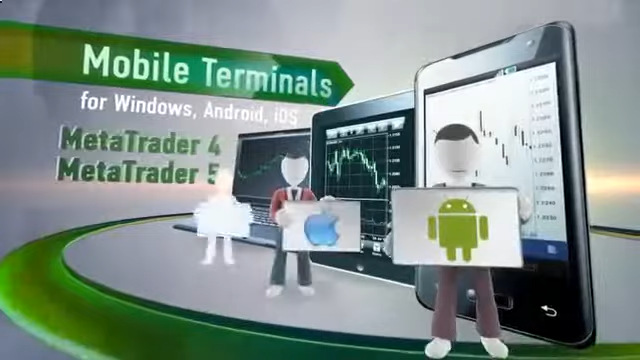 Mobile Terminals
for Windows, Android, iOS
MetaTrader 4
MetaTrader 5